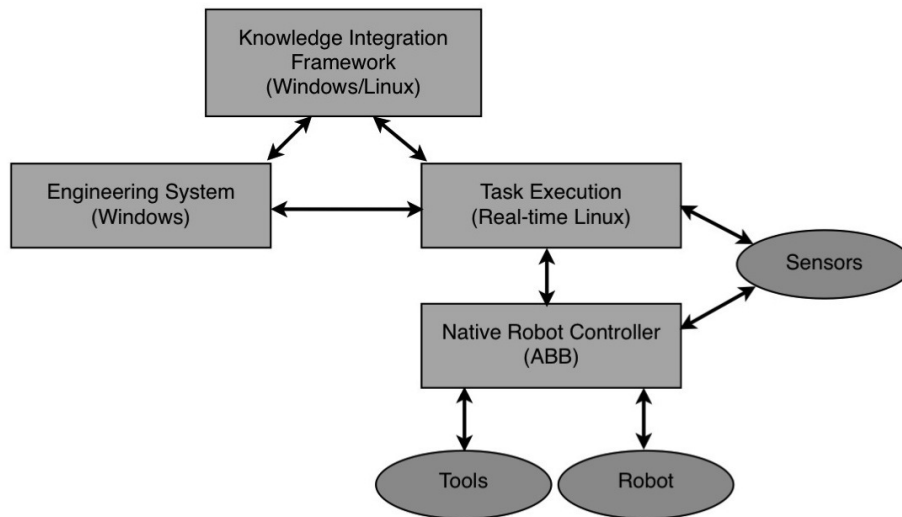 Knowledge Integration
Framework
(Windows/Linux)
Engineering System
(Windows)
Task Execution
(Real-time Linux)
Sensors
Native Robot Controller
(ABB)
Tools
Robot